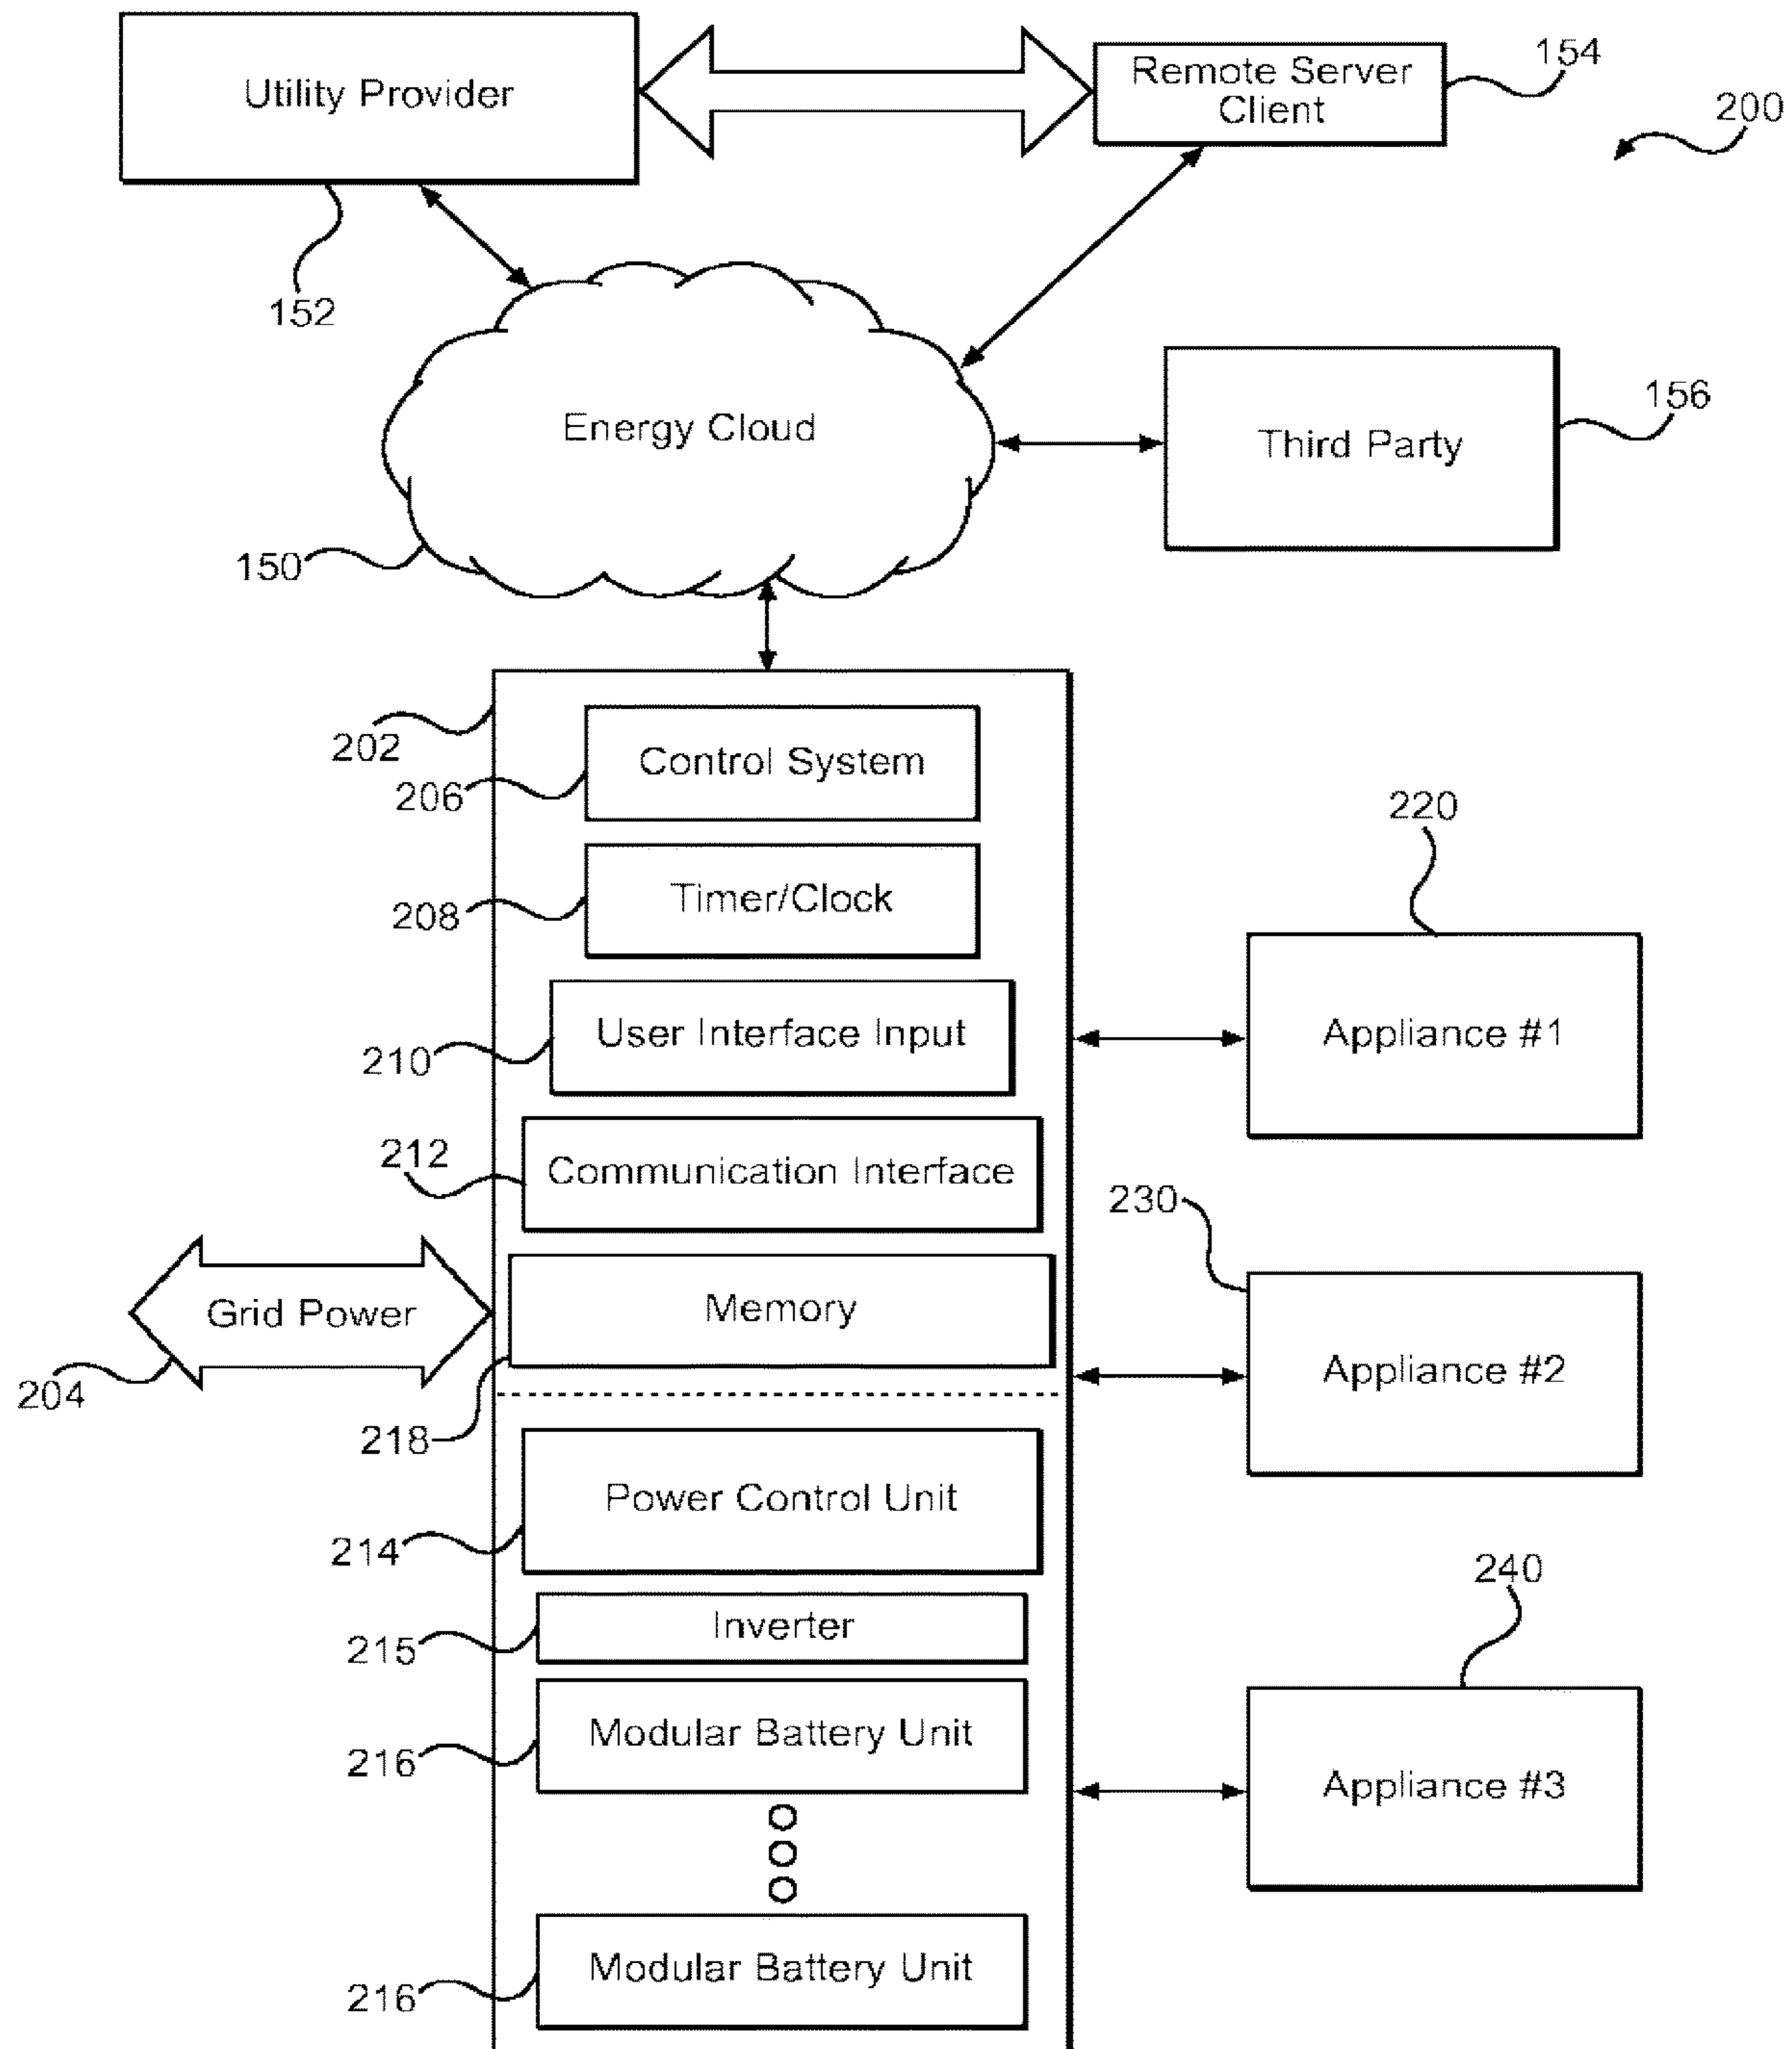 Utility Provider
Remote Server
Client
154
200
152
Energy Cloud
Third Party
156
150
202
Control System
206
220
Timer/Clock
208
User Interface Input
210
Appliance #1
212
Communication Interface
230
Grid Power
Memory
204
218
Appliance #2
Power Control Unit
214
240
Inverter
215
Modular Battery Unit
216
Appliance #3
Modular Battery Unit
216